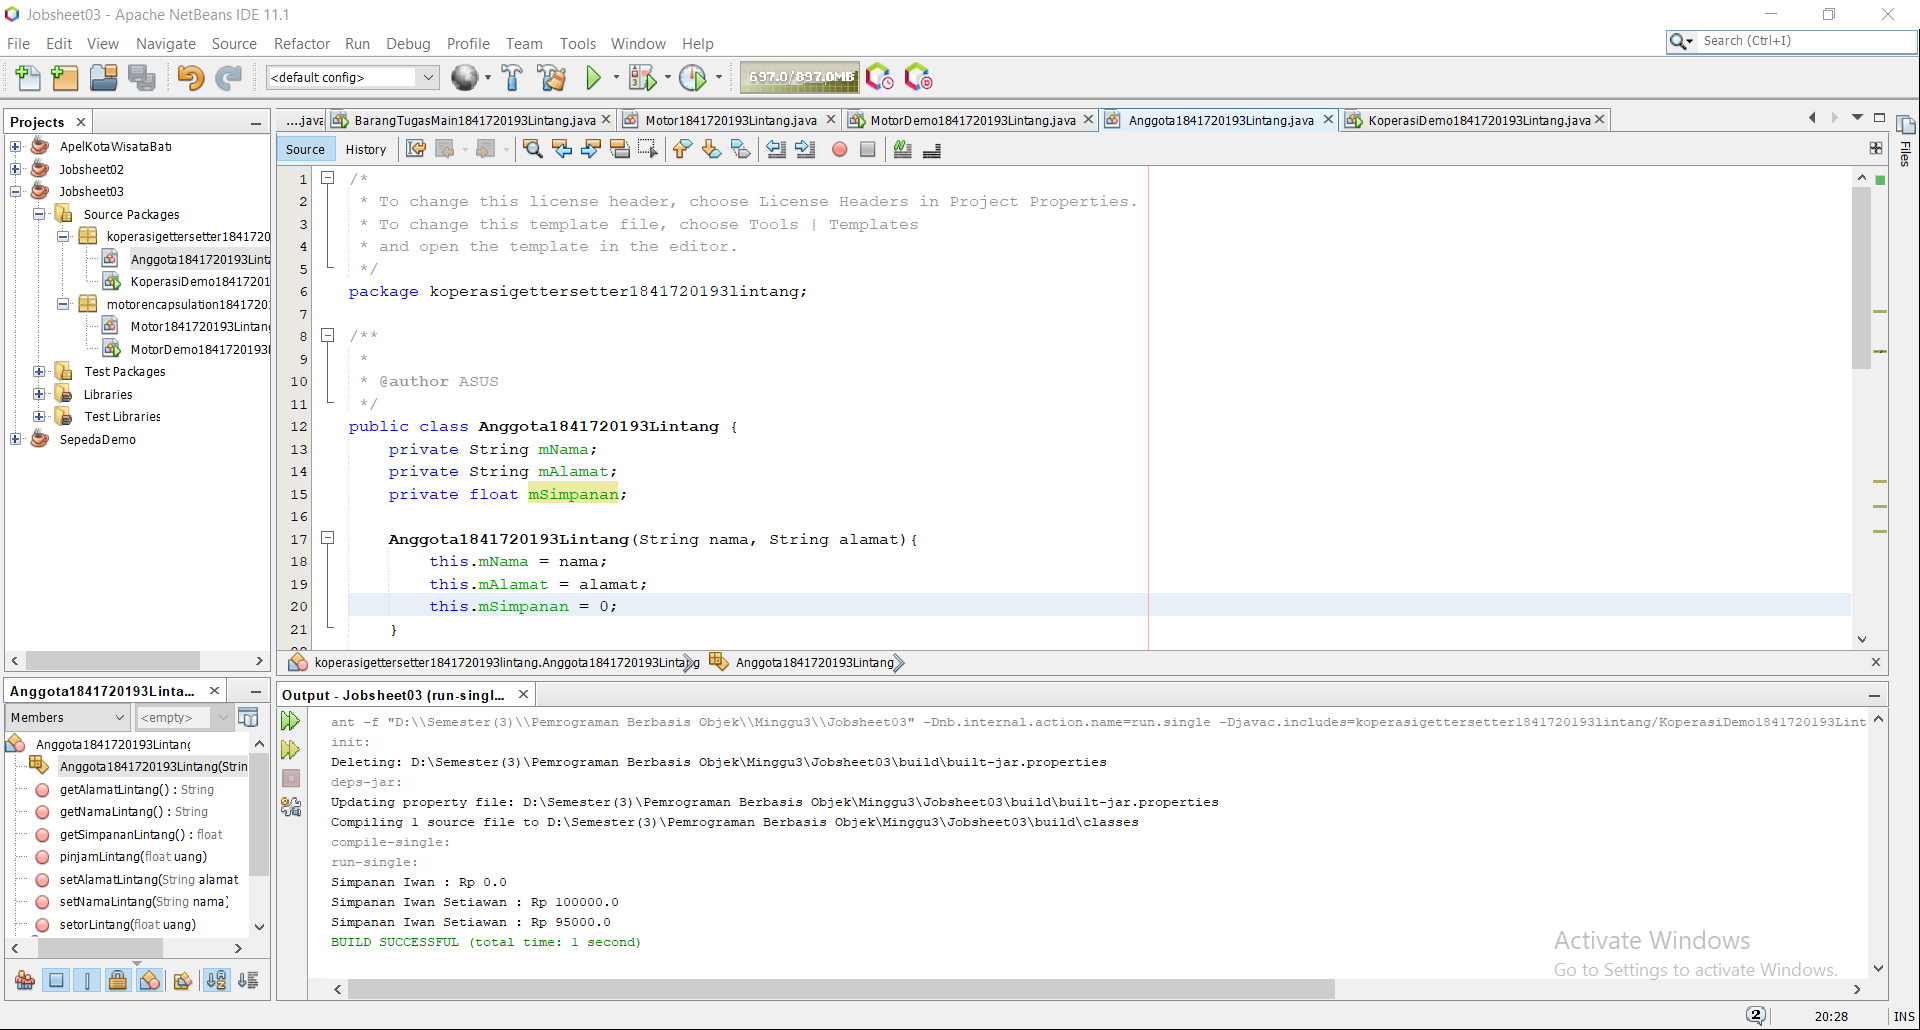 Jobsheet03 - Apache NetBeans IDE 11.1
File Edit View Navigate Source Refactor Run Debug Profile Team Tools Window Help
Search (Ctrl+I)
<default config>
697.0/897.0MB
Projects
ApelKotaWisataBatu
Jobsheet02
Jobsheet03
Source Packages
koperasigettersetter1841720
Anggota1841720193Lint
KoperasiDemo18417201
motorencapsulation1841720
Motor1841720193Lintang
MotorDemo1841720193l
Test Packages
Libraries
Test Libraries
SepedaDemo
....java BarangTugasMain1841720193Lintang.java Motor1841720193Lintang.java MotorDemo1841720193Lintang.java Anggota1841720193Lintang.java KoperasiDemo1841720193Lintang.java
Files
Source History
1 /*
2 * To change this license header, choose License Headers in Project Properties.
3 * To change this template file, choose Tools | Templates
4 * and open the template in the editor.
5 */
6 package koperasigettersetter1841720193lintang;
7
8 /**
9 *
10 * @author ASUS
11 */
12 public class Anggota1841720193Lintang {
13 private String mNama;
14 private String mAlamat;
15 private float mSimpanan;
16
17 Anggota1841720193Lintang(String nama, String alamat){
18 this.mNama = nama;
19 this.mAlamat = alamat;
20 this.mSimpanan = 0;
21 }
koperasigettersetter1841720193lintang.Anggota1841720193Lintang Anggota1841720193Lintang
Anggota1841720193Linta...
Members <empty>
Anggota1841720193Lintang
Anggota1841720193Lintang(Strin
getAlamatLintang() : String
getNamaLintang() : String
getSimpananLintang() : float
pinjamLintang(float uang)
setAlamatLintang(String alamat
setNamaLintang(String nama)
setorLintang(float uang)
Output - Jobsheet03 (run-singl...
ant -f "D:\\Semester(3)\\Pemrograman Berbasis Objek\\Minggu3\\Jobsheet03" -Dnb.internal.action.name=run.single -Djavac.includes=koperasigettersetter1841720193lintang/KoperasiDemo1841720193Lint
init:
Deleting: D:\Semester(3)\Pemrograman Berbasis Objek\Minggu3\Jobsheet03\build\built-jar.properties
deps-jar:
Updating property file: D:\Semester(3)\Pemrograman Berbasis Objek\Minggu3\Jobsheet03\build\built-jar.properties
Compiling 1 source file to D:\Semester(3)\Pemrograman Berbasis Objek\Minggu3\Jobsheet03\build\classes
compile-single:
run-single:
Simpanan Iwan : Rp 0.0
Simpanan Iwan Setiawan : Rp 100000.0
Simpanan Iwan Setiawan : Rp 95000.0
BUILD SUCCESSFUL (total time: 1 second)
Activate Windows
Go to Settings to activate Windows.
2 20:28 INS